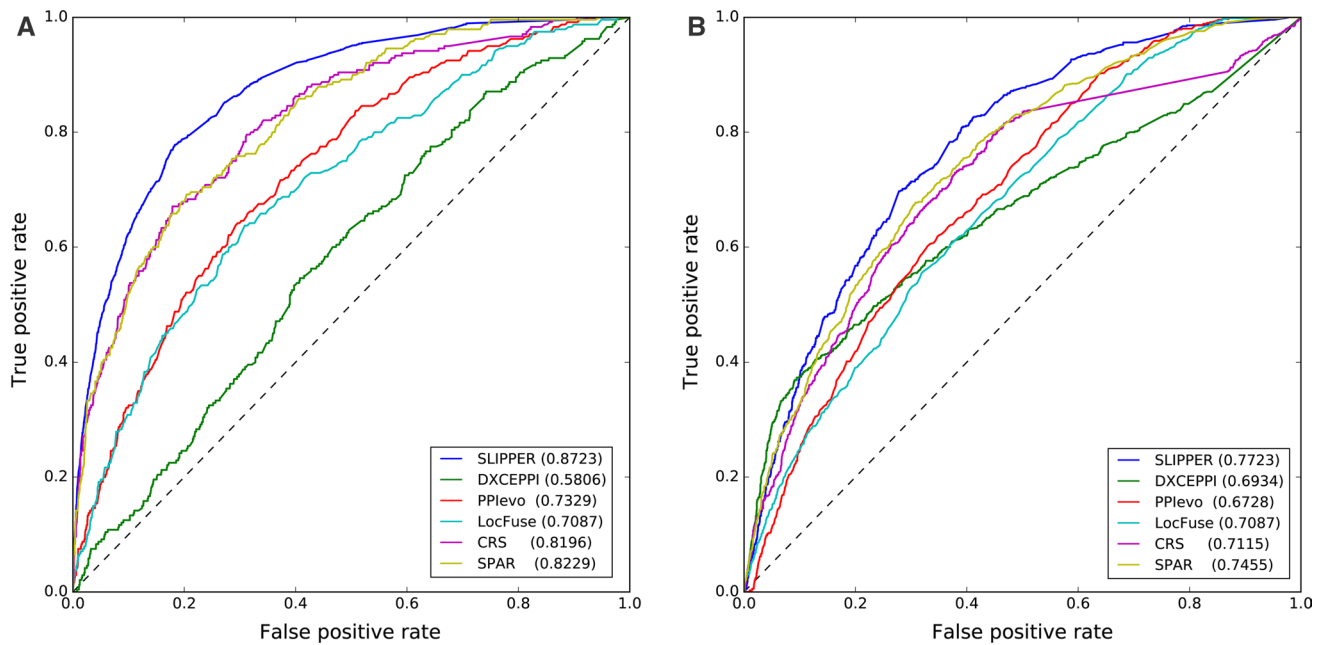 A
1.0
0.8
0.6
0.4
0.2
0.0
0.0 0.2 0.4 0.6 0.8 1.0
True positive rate
False positive rate
SLIPPER (0.8723)
DXCEPPI (0.5806)
PPIevo (0.7329)
LocFuse (0.7087)
CRS (0.8196)
SPAR (0.8229)
B
1.0
0.8
0.6
0.4
0.2
0.0
0.0 0.2 0.4 0.6 0.8 1.0
True positive rate
False positive rate
SLIPPER (0.7723)
DXCEPPI (0.6934)
PPIevo (0.6728)
LocFuse (0.7087)
CRS (0.7115)
SPAR (0.7455)